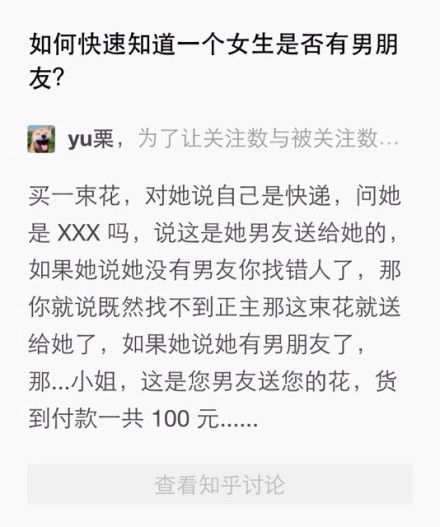 如何快速知道一个女生是否有男朋
友?
yu栗，为了让关注数与被关注数…
买一束花，对她说自己是快递，问她
是 XXX 吗，说这是她男友送给她的，
如果她说她没有男友你找错人了，那
你就说既然找不到正主那这束花就送
给她了，如果她说她有男朋友了，
那...小姐，这是您男友送您的花，货
到付款一共 100 元......
查看知乎讨论